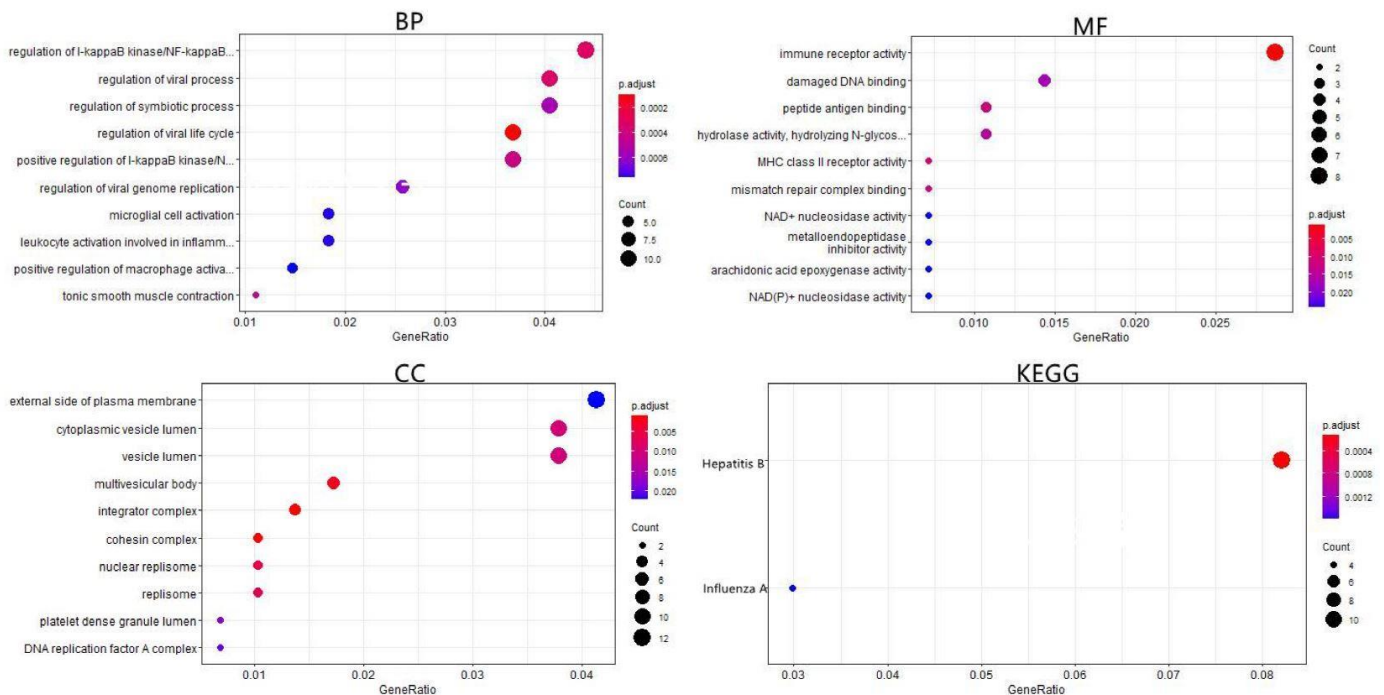 BP
regulation of I-kappaB kinase/NF-kappaB...
regulation of viral process
regulation of symbiotic process
regulation of viral life cycle
positive regulation of I-kappaB kinase/N...
regulation of viral genome replication
microglial cell activation
leukocyte activation involved in inflamm...
positive regulation of macrophage activa...
tonic smooth muscle contraction
0.01 0.02 0.03 0.04
GeneRatio
p.adjust
0.0002
0.0004
0.0006
Count
5.0
7.5
10.0
MF
immune receptor activity
damaged DNA binding
peptide antigen binding
hydrolase activity, hydrolyzing N-glycos...
MHC class II receptor activity
mismatch repair complex binding
NAD+ nucleosidase activity
metalloendopeptidase
inhibitor activity
arachidonic acid epoxygenase activity
NAD(P)+ nucleosidase activity
0.010 0.015 0.020 0.025
GeneRatio
Count
2
3
4
5
6
7
8
p.adjust
0.005
0.010
0.015
0.020
CC
external side of plasma membrane
cytoplasmic vesicle lumen
vesicle lumen
multivesicular body
integrator complex
cohesin complex
nuclear replisome
replisome
platelet dense granule lumen
DNA replication factor A complex
0.01 0.02 0.03 0.04
GeneRatio
p.adjust
0.005
0.010
0.015
0.020
Count
2
4
6
8
10
12
KEGG
Hepatitis B
Influenza A
0.03 0.04 0.05 0.06 0.07 0.08
GeneRatio
p.adjust
0.0004
0.0008
0.0012
Count
4
6
8
10